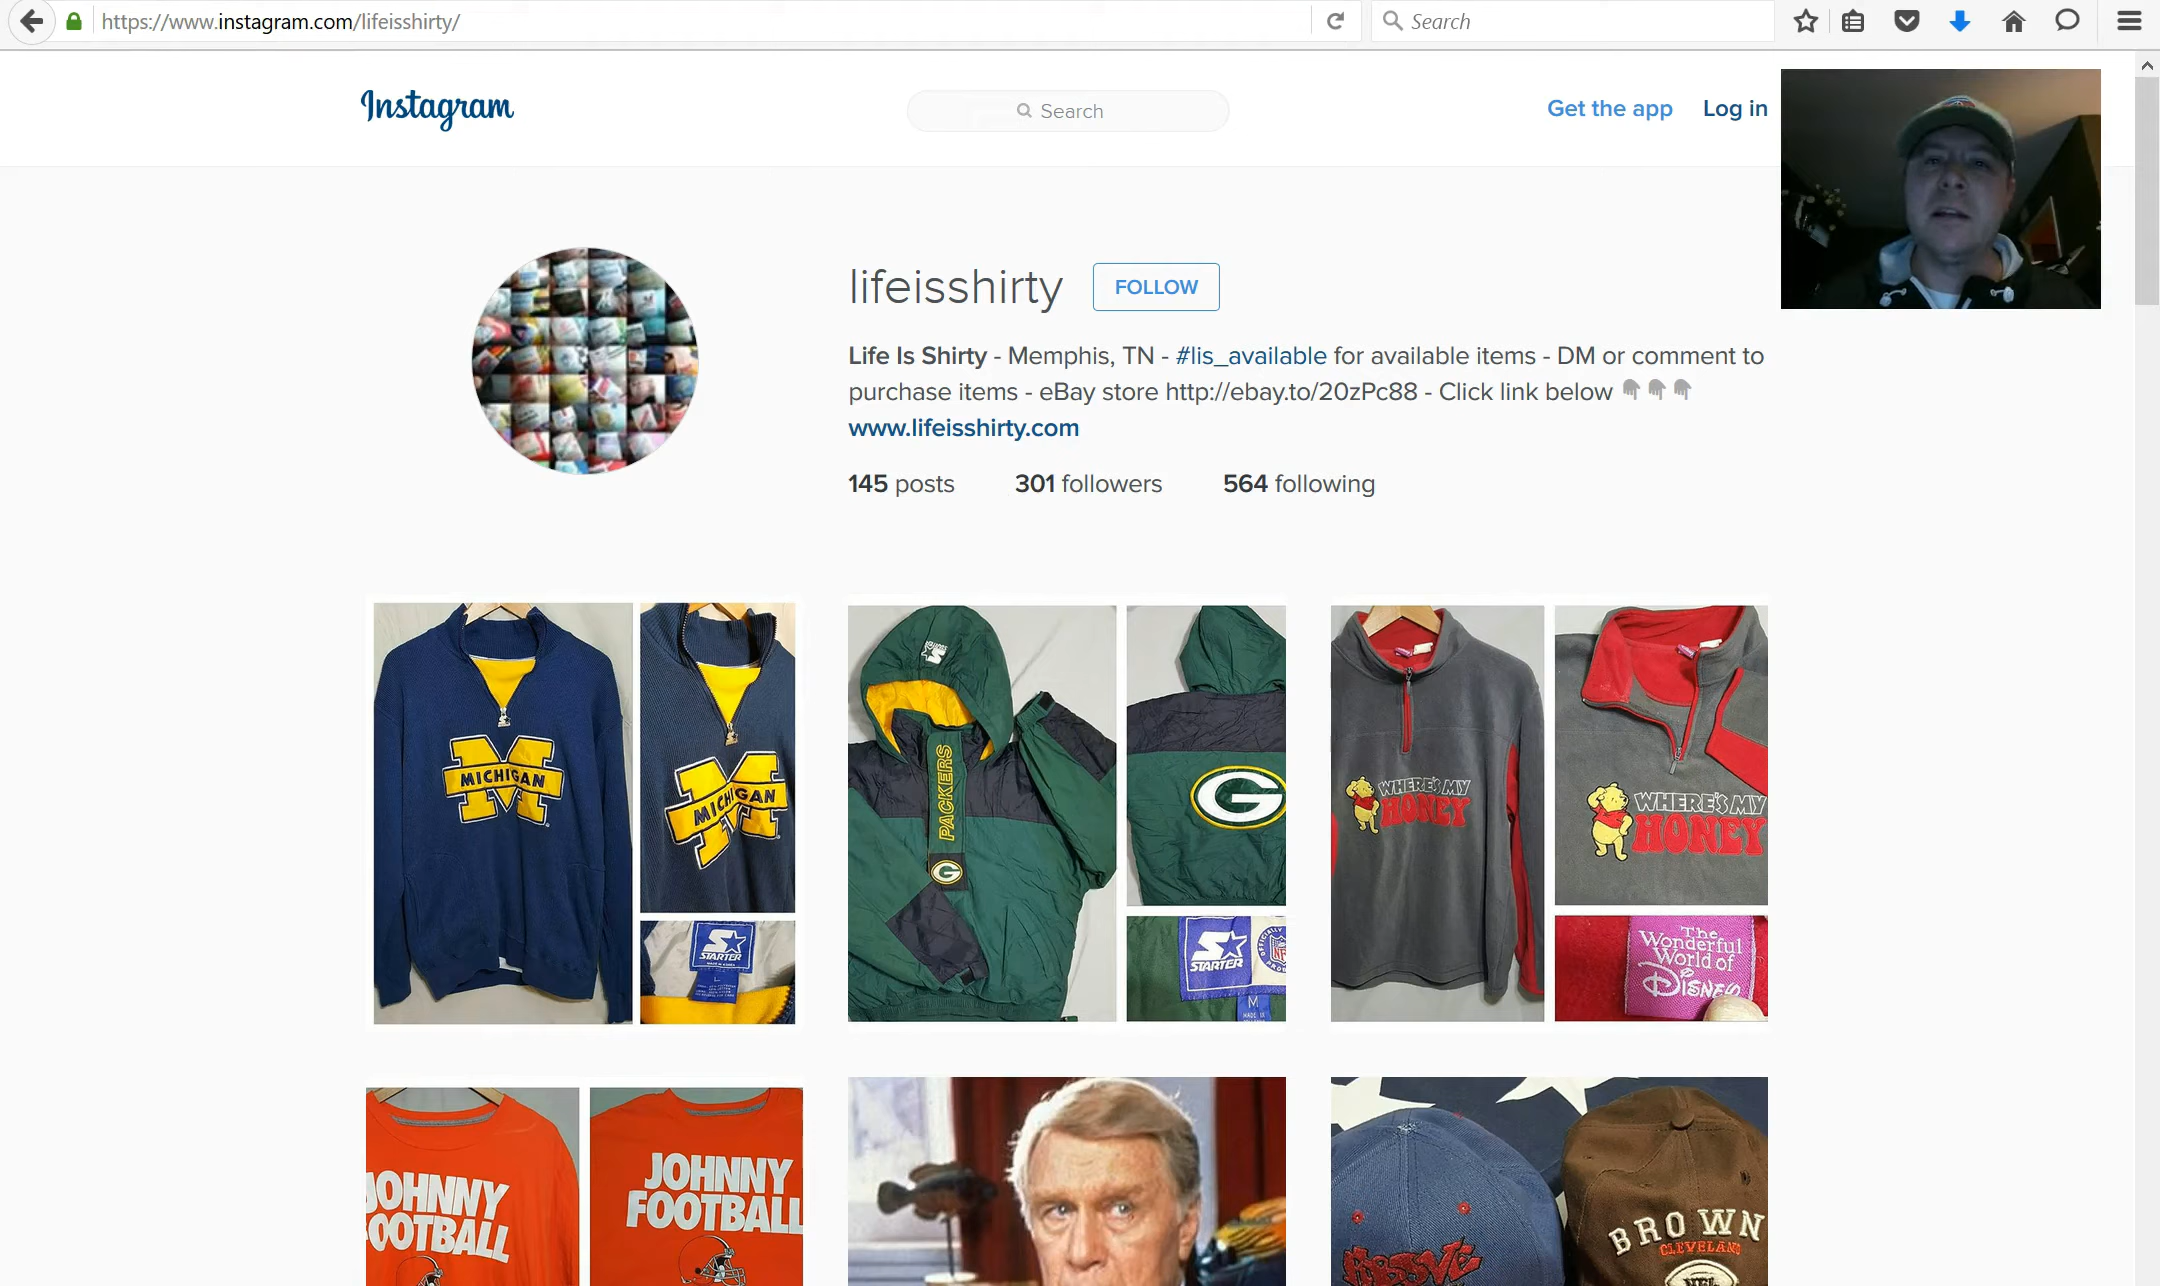 https://www.instagram.com/lifeisshirty/
Search
Instagram
Search
Get the app
Log in
lifeisshirty
FOLLOW
Life Is Shirty - Memphis, TN - #lis_available for available items - DM or comment to
purchase items - eBay store http://ebay.to/20zPc88 - Click link below
www.lifeisshirty.com
145 posts
301 followers
564 following
MICHIGAN
MICHIGAN
STARTER
L
PACKERS
G
G
STARTER
M
WHERE'S MY
HONEY
WHERE'S MY
HONEY
The
Wonderful
World of
Disney
JOHNNY
FOOTBALL
JOHNNY
FOOTBALL
ABOVE
BROWN
CLEVELAND
NFL